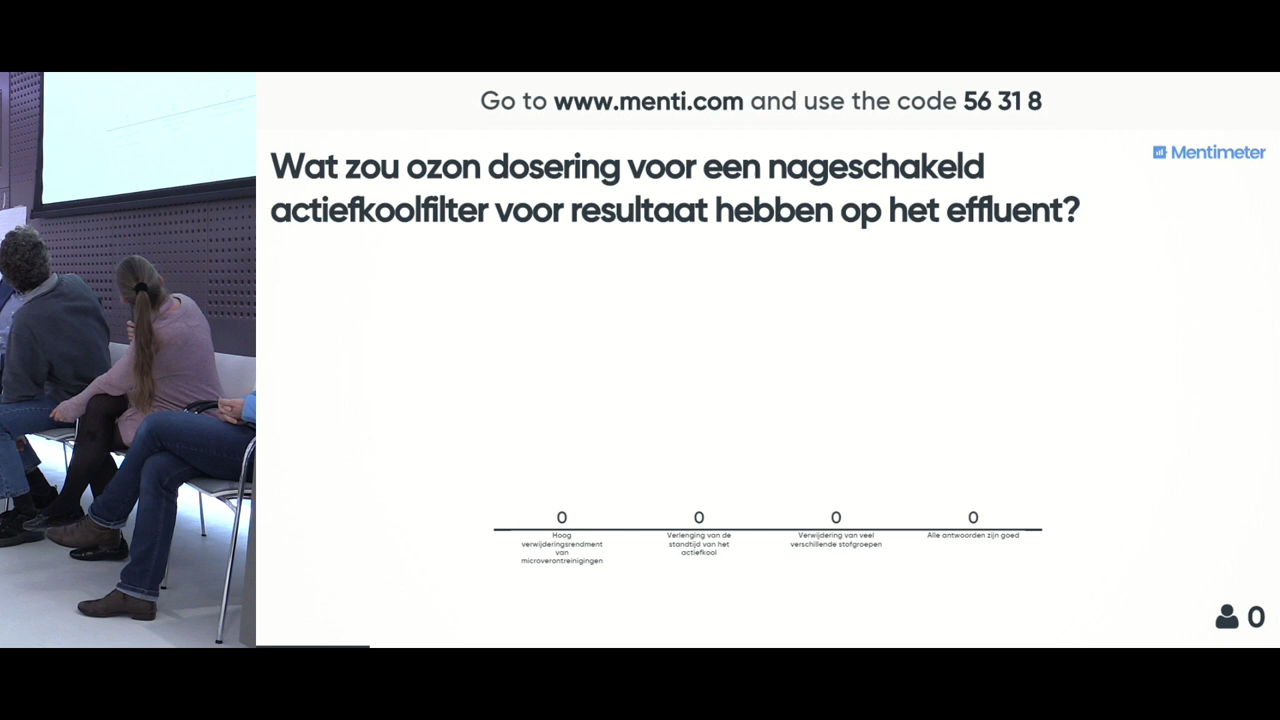 Go to www.menti.com and use the code 56 31 8
Mentimeter
Wat zou ozon dosering voor een nageschakeld
actiefkoolfilter voor resultaat hebben op het effluent?
0
0
0
0
Hoog
verwijderingsrendment
van
microverontreinigingen
Verlenging van de
standtijd van het
actiefkool
Verwijdering van veel
verschillende stofgroepen
Alle antwoorden zijn goed
0